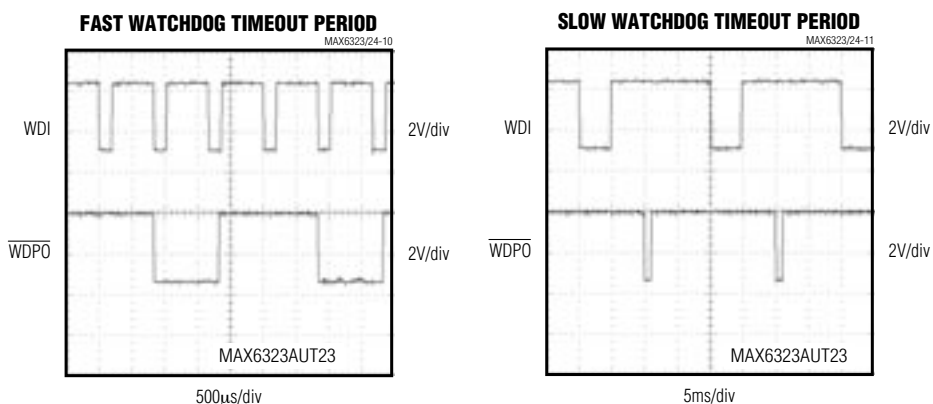 FAST WATCHDOG TIMEOUT PERIOD
MAX6323/24-10
WDI
2V/div
WDPO
2V/div
MAX6323AUT23
500µs/div
SLOW WATCHDOG TIMEOUT PERIOD
MAX6323/24-11
WDI
2V/div
WDPO
2V/div
MAX6323AUT23
5ms/div